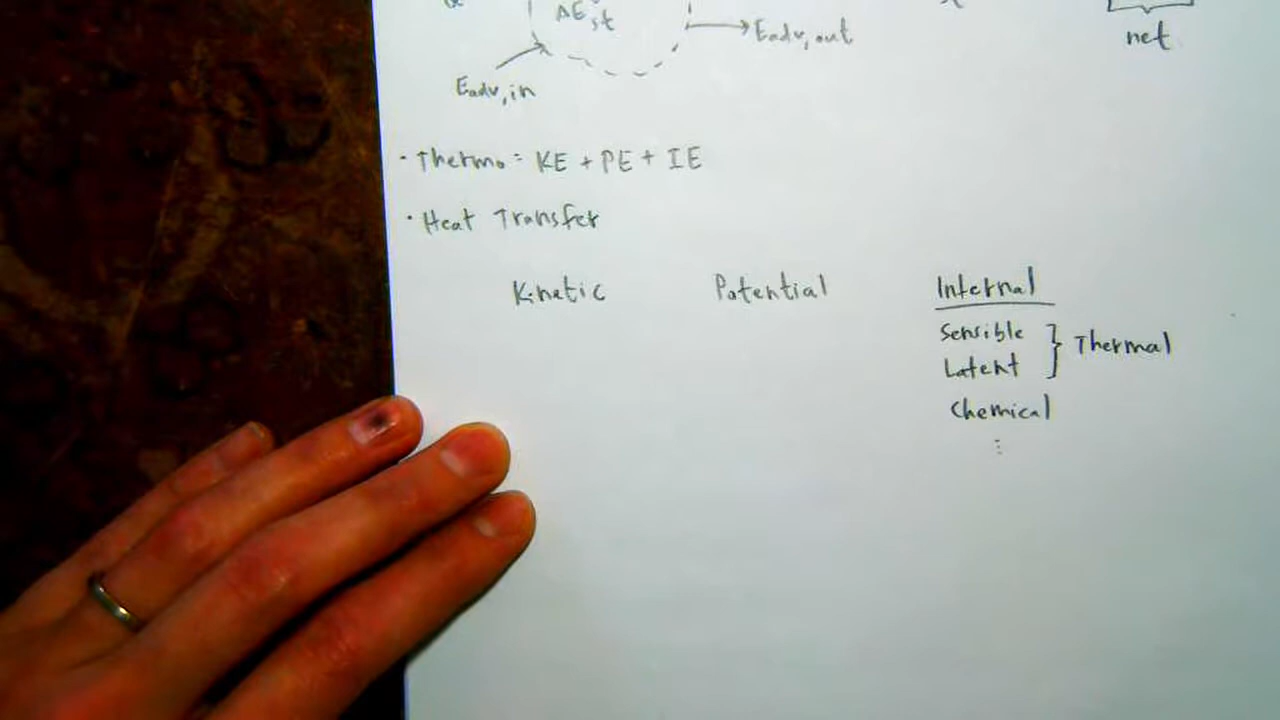 ΔE st
Eadv,out
net
Eadv,in
· Thermo: KE + PE + IE
· Heat Transfer
Kinetic Potential Internal
Sensible
Latent } Thermal
Chemical
⋮